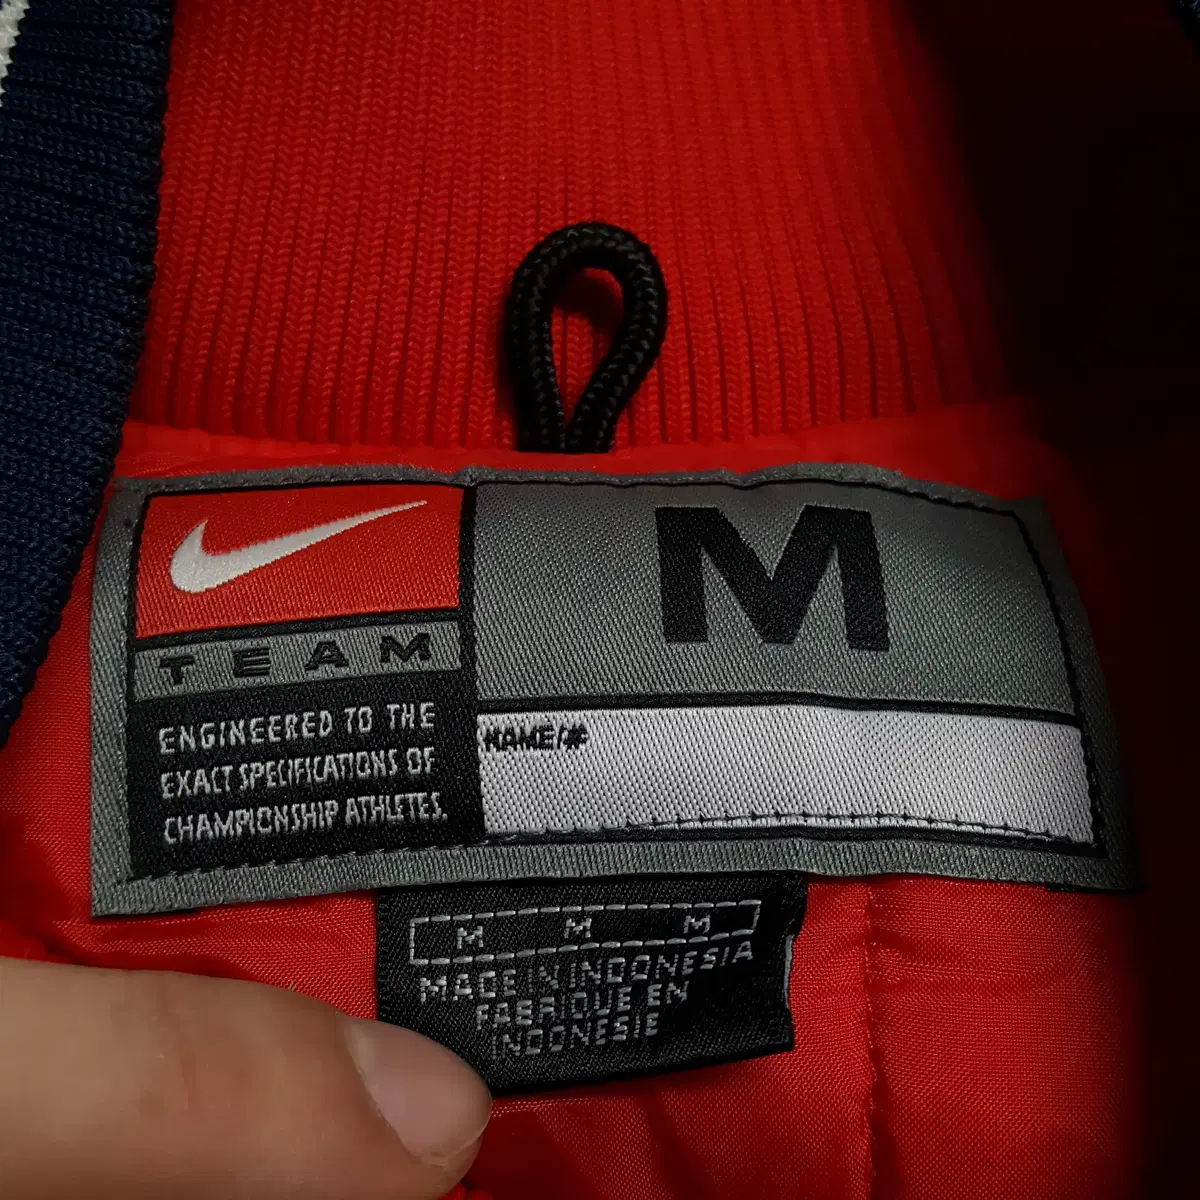 TEAM
ENGINEERED TO THE
EXACT SPECIFICATIONS OF
CHAMPIONSHIP ATHLETES.
M
NAME/#
M M M
MADE IN INDONESIA
FABRIQUE EN
INDONESIE